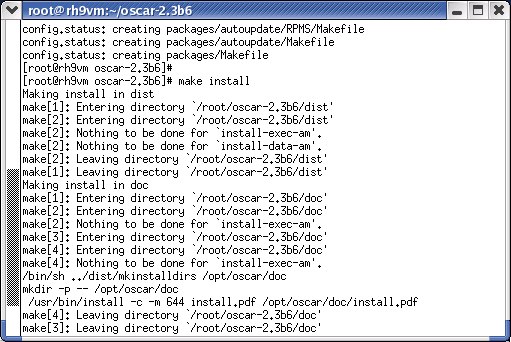 root@rh9vm:~/oscar-2.3b6
config.status: creating packages/autoupdate/RPMS/Makefile
config.status: creating packages/autoupdate/Makefile
config.status: creating packages/Makefile
[root@rh9vm oscar-2.3b6]#
[root@rh9vm oscar-2.3b6]# make install
Making install in dist
make[1]: Entering directory `/root/oscar-2.3b6/dist'
make[2]: Entering directory `/root/oscar-2.3b6/dist'
make[2]: Nothing to be done for `install-exec-am'.
make[2]: Nothing to be done for `install-data-am'.
make[2]: Leaving directory `/root/oscar-2.3b6/dist'
make[1]: Leaving directory `/root/oscar-2.3b6/dist'
Making install in doc
make[1]: Entering directory `/root/oscar-2.3b6/doc'
make[2]: Entering directory `/root/oscar-2.3b6/doc'
make[2]: Nothing to be done for `install-exec-am'.
make[3]: Entering directory `/root/oscar-2.3b6/doc'
make[4]: Entering directory `/root/oscar-2.3b6/doc'
make[4]: Nothing to be done for `install-exec-am'.
/bin/sh ../dist/mkinstalldirs /opt/oscar/doc
mkdir -p -- /opt/oscar/doc
 /usr/bin/install -c -m 644 install.pdf /opt/oscar/doc/install.pdf
make[4]: Leaving directory `/root/oscar-2.3b6/doc'
make[3]: Leaving directory `/root/oscar-2.3b6/doc'